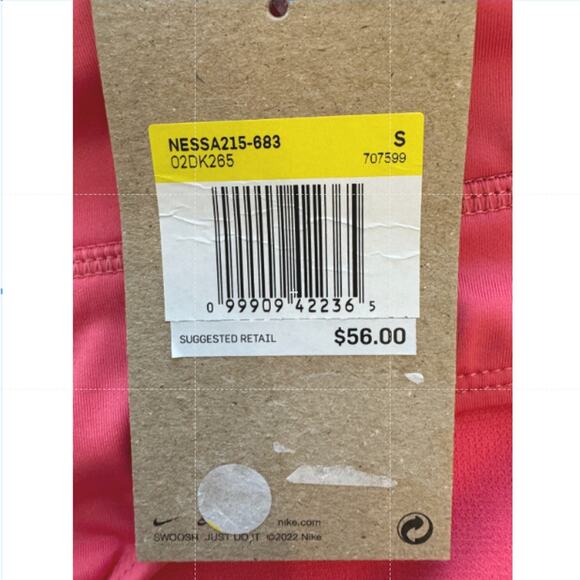 NESSA215-683 S
02DK265 707599
0 99909 42236 5
SUGGESTED RETAIL $56.00
nike.com
SWOOSH JUST DO IT ©2022 Nike